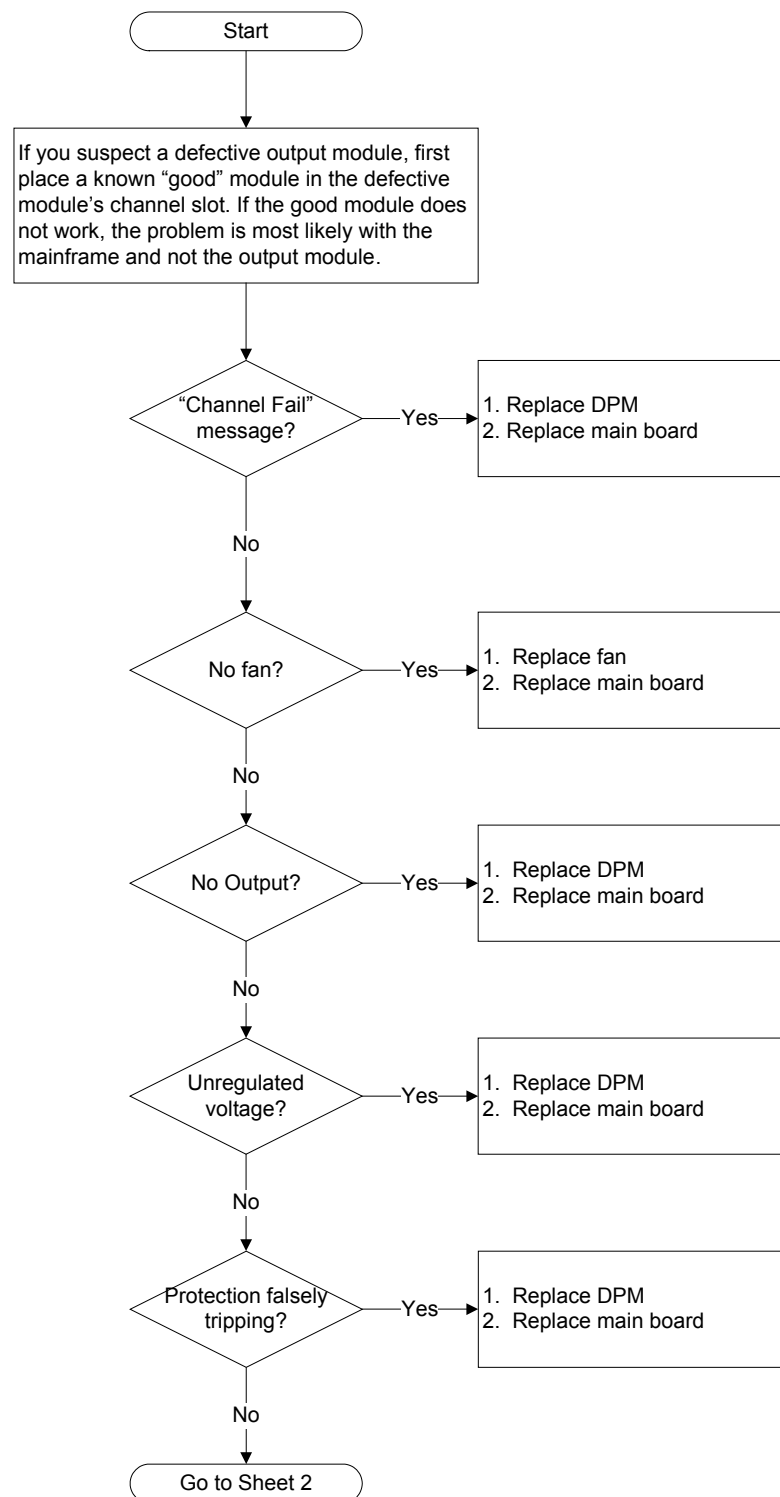 Start
If you suspect a defective output module, first
place a known “good” module in the defective
module’s channel slot. If the good module does
not work, the problem is most likely with the
mainframe and not the output module.
“Channel Fail”
message?
Yes
1. Replace DPM
2. Replace main board
No
No fan?
Yes
1. Replace fan
2. Replace main board
No
No Output?
Yes
1. Replace DPM
2. Replace main board
No
Unregulated
voltage?
Yes
1. Replace DPM
2. Replace main board
No
Protection falsely
tripping?
Yes
1. Replace DPM
2. Replace main board
No
Go to Sheet 2